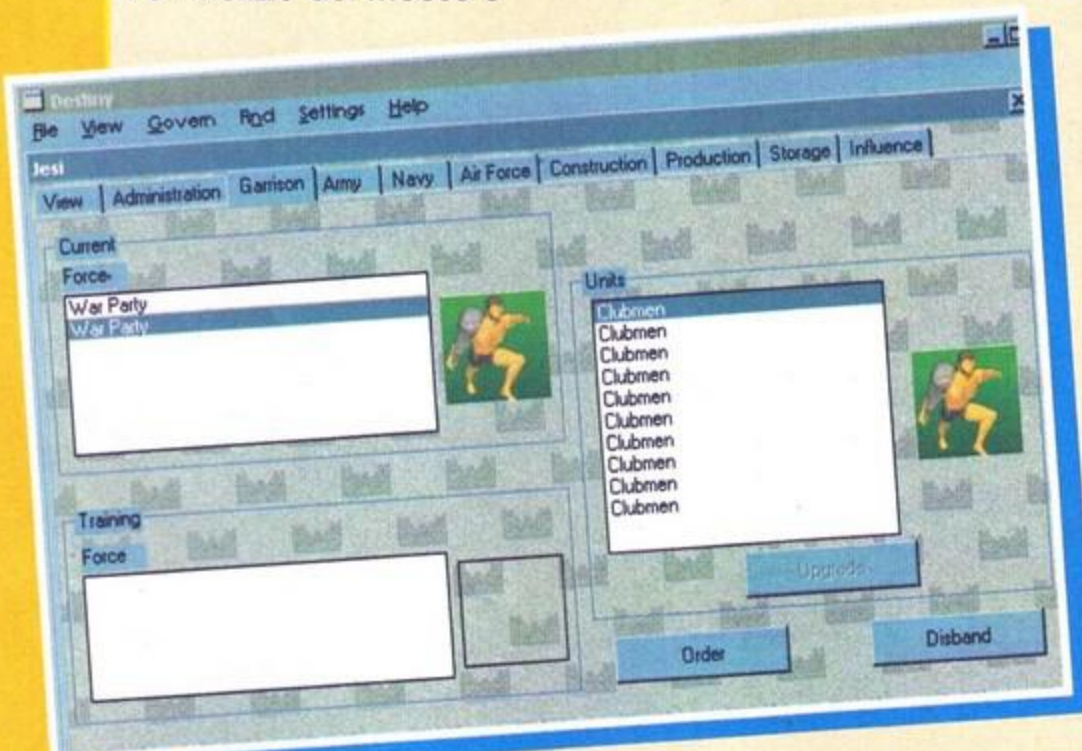 Destiny
File View Govern Rnd Settings Help
Jesi
View Administration Garrison Army Navy Air Force Construction Production Storage Influence
Current
Force
War Party
War Party
Units
Clubmen
Clubmen
Clubmen
Clubmen
Clubmen
Clubmen
Clubmen
Clubmen
Clubmen
Clubmen
Upgrade
Training
Force
Order
Disband